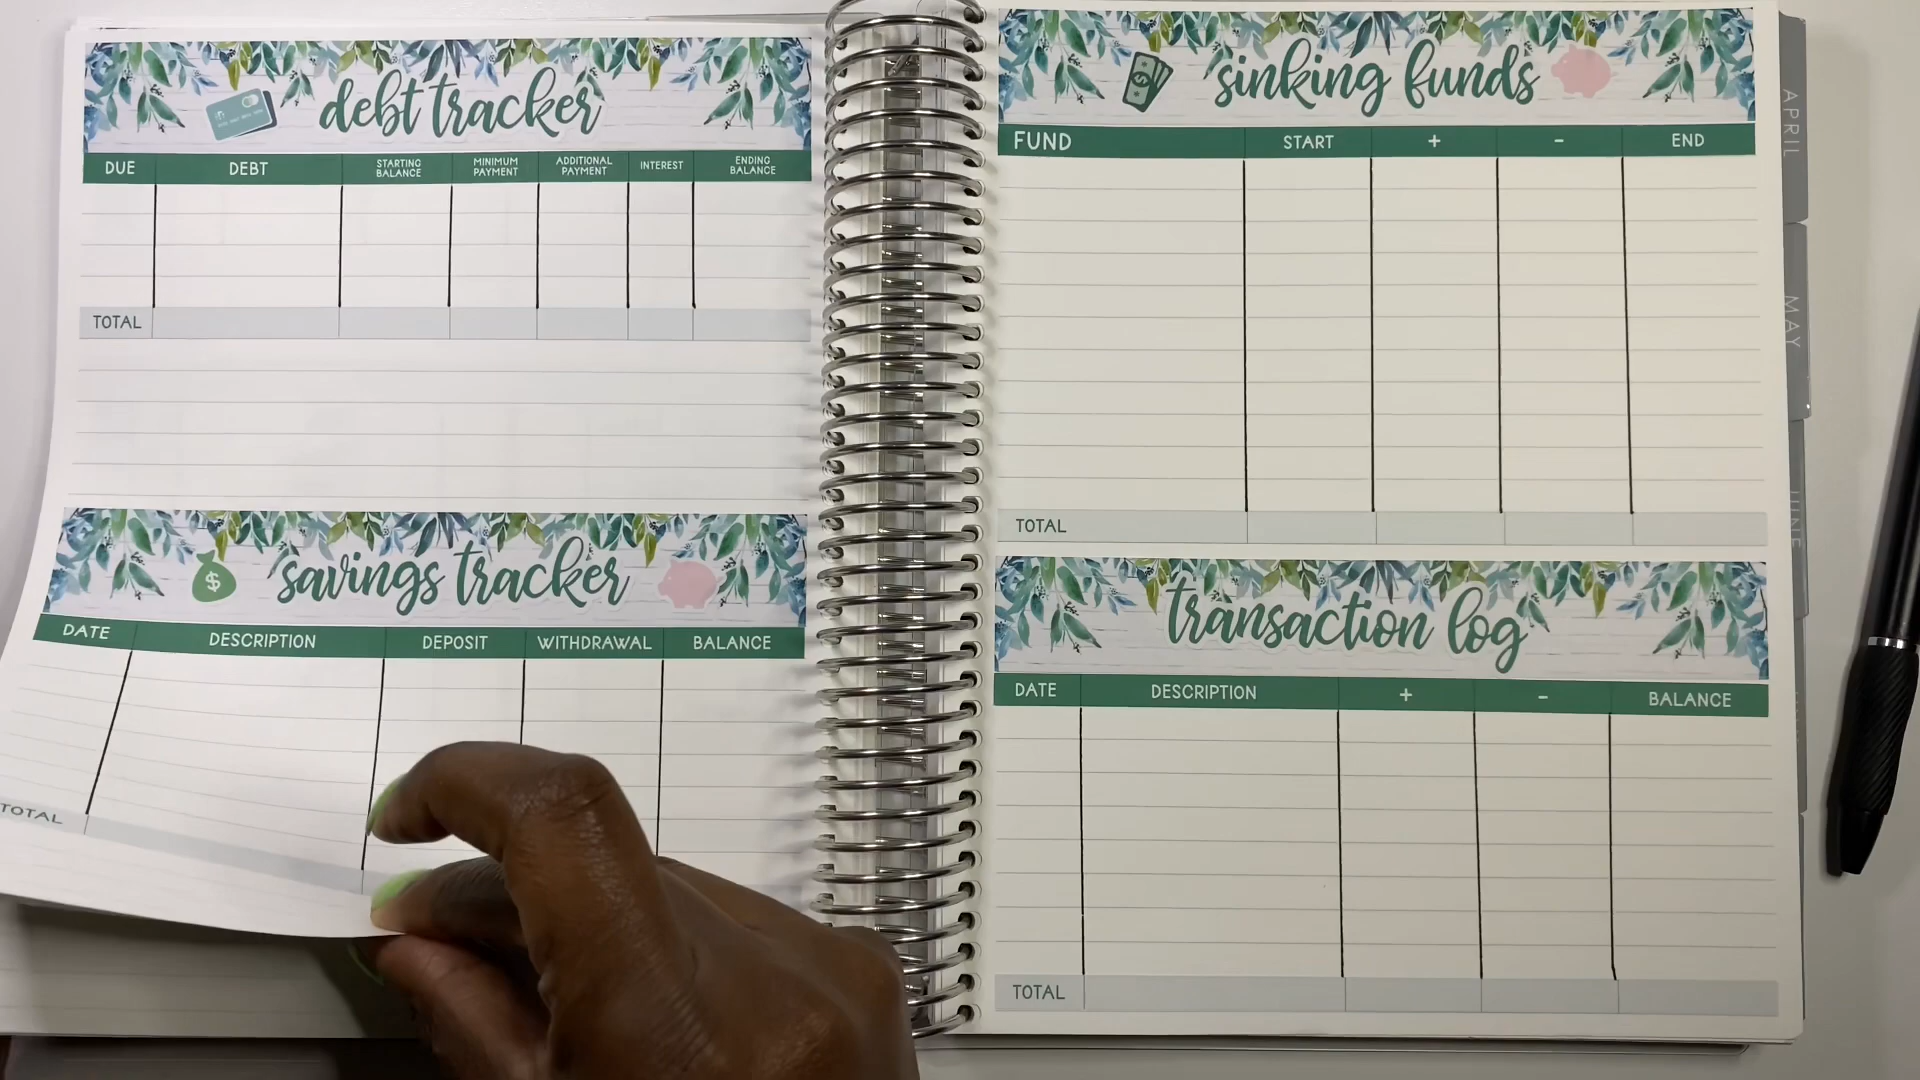 debt tracker
DUE DEBT STARTING BALANCE MINIMUM PAYMENT ADDITIONAL PAYMENT INTEREST ENDING BALANCE
TOTAL
savings tracker
$
DATE DESCRIPTION DEPOSIT WITHDRAWAL BALANCE
TOTAL
sinking funds
$
FUND START + - END
TOTAL
transaction log
DATE DESCRIPTION + - BALANCE
TOTAL
APRIL
MAY
JUNE